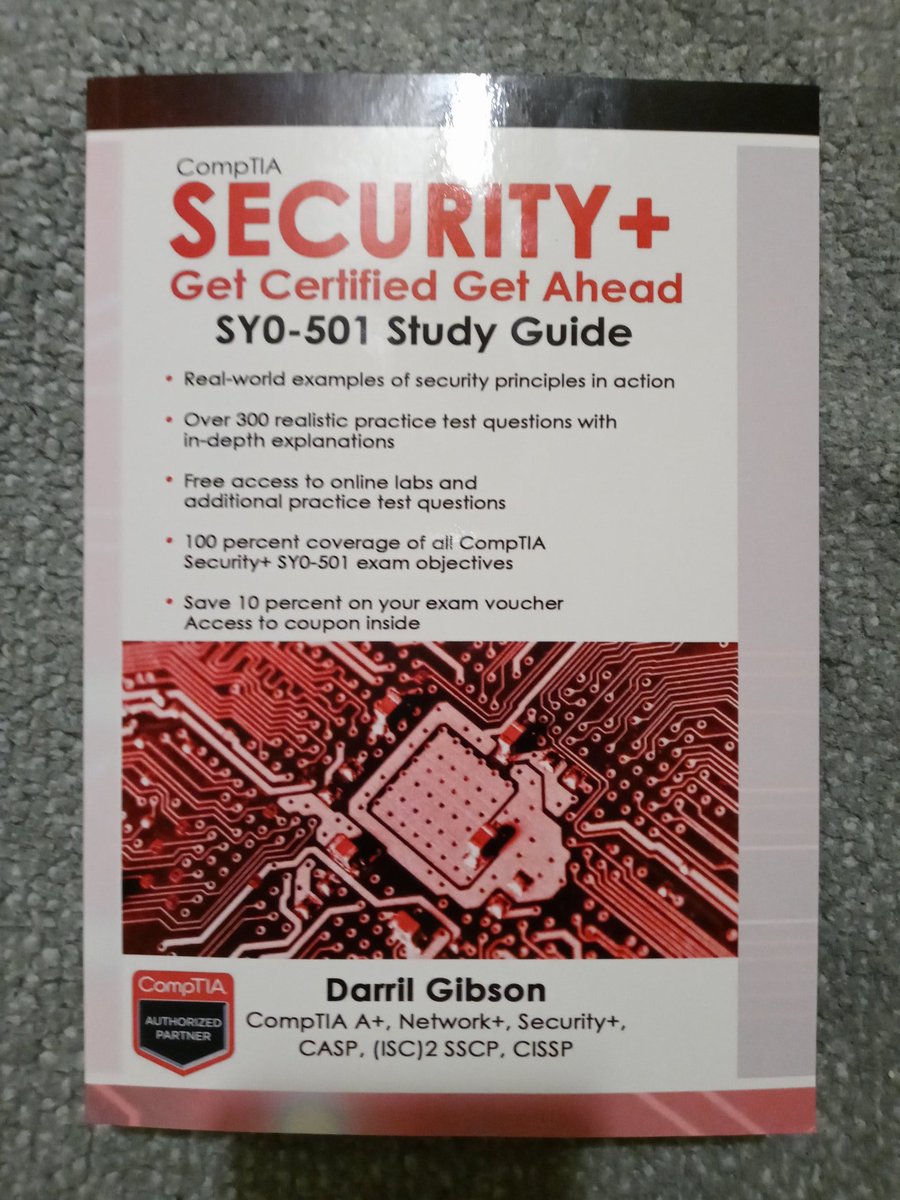 CompTIA
SECURITY+
Get Certified Get Ahead
SY0-501 Study Guide
• Real-world examples of security principles in action
• Over 300 realistic practice test questions with
in-depth explanations
• Free access to online labs and
additional practice test questions
• 100 percent coverage of all CompTIA
Security+ SY0-501 exam objectives
• Save 10 percent on your exam voucher
Access to coupon inside
CompTIA
AUTHORIZED
PARTNER
Darril Gibson
CompTIA A+, Network+, Security+,
CASP, (ISC)2 SSCP, CISSP